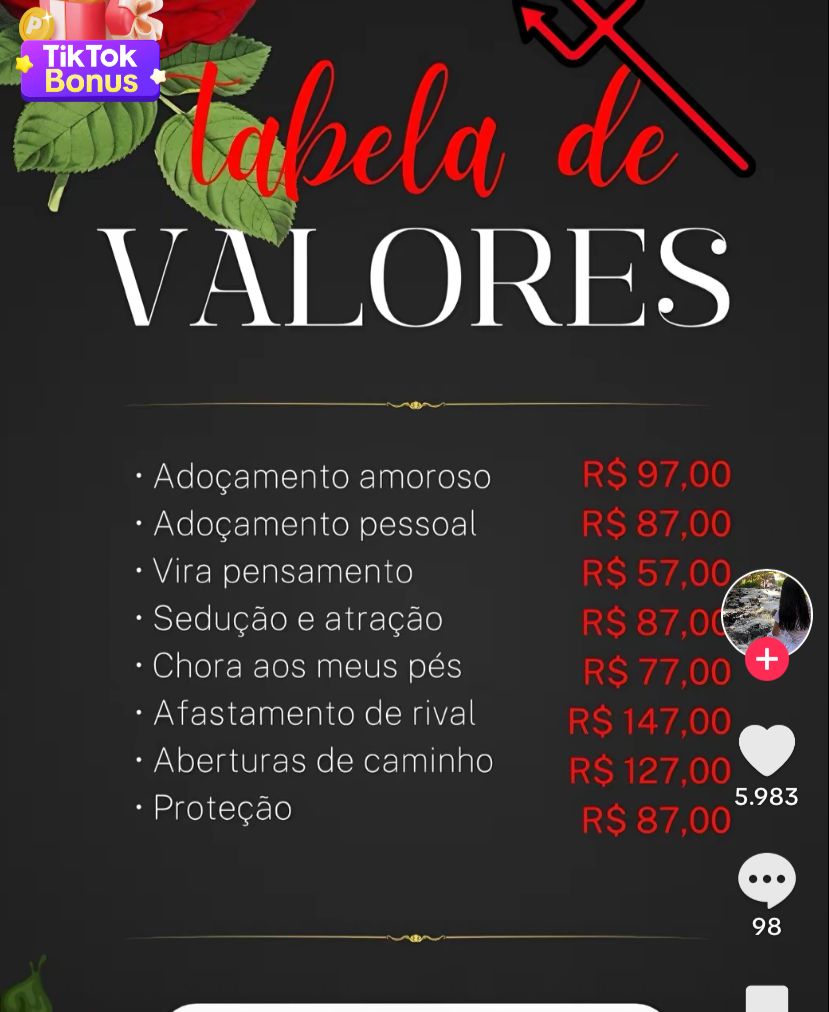 TikTok
Bonus
tabela de
VALORES
• Adoçamento amoroso R$ 97,00
• Adoçamento pessoal R$ 87,00
• Vira pensamento R$ 57,00
• Sedução e atração R$ 87,00
• Chora aos meus pés R$ 77,00
• Afastamento de rival R$ 147,00
• Aberturas de caminho R$ 127,00
• Proteção R$ 87,00
5.983
98